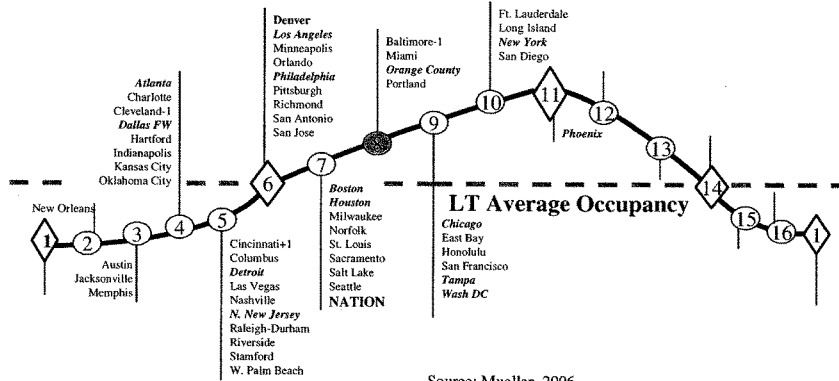 Denver
Los Angeles
Minneapolis
Orlando
Philadelphia
Pittsburgh
Richmond
San Antonio
San Jose
Baltimore-1
Miami
Orange County
Portland
Ft. Lauderdale
Long Island
New York
San Diego
Atlanta
Charlotte
Cleveland-1
Dallas FW
Hartford
Indianapolis
Kansas City
Oklahoma City
Phoenix
New Orleans
Austin
Jacksonville
Memphis
1
2
3
4
5
6
7
9
10
11
12
13
14
15
16
1
LT Average Occupancy
Cincinnati+1
Columbus
Detroit
Las Vegas
Nashville
N. New Jersey
Raleigh-Durham
Riverside
Stamford
W. Palm Beach
Boston
Houston
Milwaukee
Norfolk
St. Louis
Sacramento
Salt Lake
Seattle
NATION
Chicago
East Bay
Honolulu
San Francisco
Tampa
Wash DC
Source: Mueller, 2006